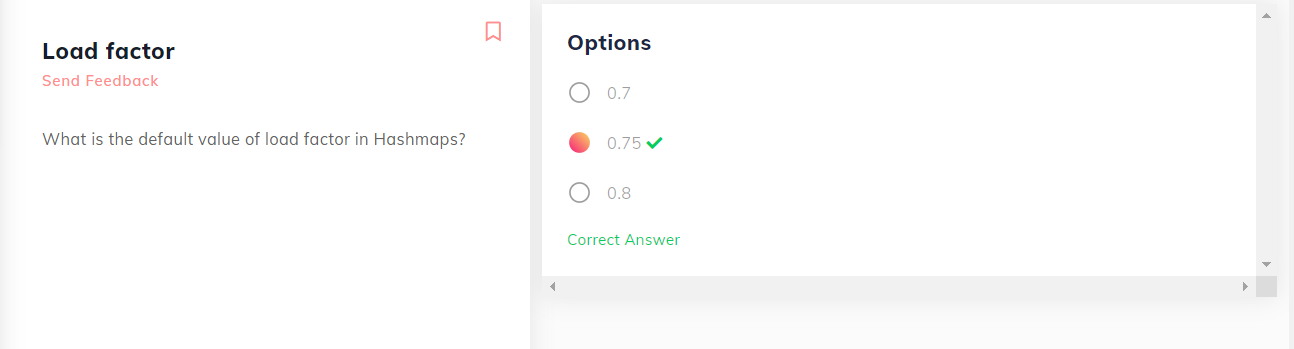 Load factor
Send Feedback
What is the default value of load factor in Hashmaps?
Options
0.7
0.75
0.8
Correct Answer